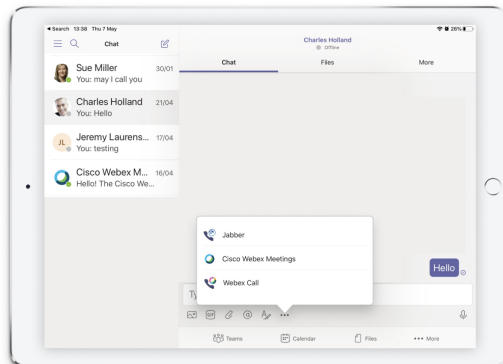 Search 13:38 Thu 7 May
26%
Chat
Charles Holland
Offline
Chat Files More
Sue Miller 30/01
You: may I call you
Charles Holland 21/04
You: Hello
JL
Jeremy Laurens... 17/04
You: testing
Cisco Webex M... 16/04
Hello! The Cisco We...
Jabber
Cisco Webex Meetings
Webex Call
Hello
Ty
GIF
Teams Calendar Files More